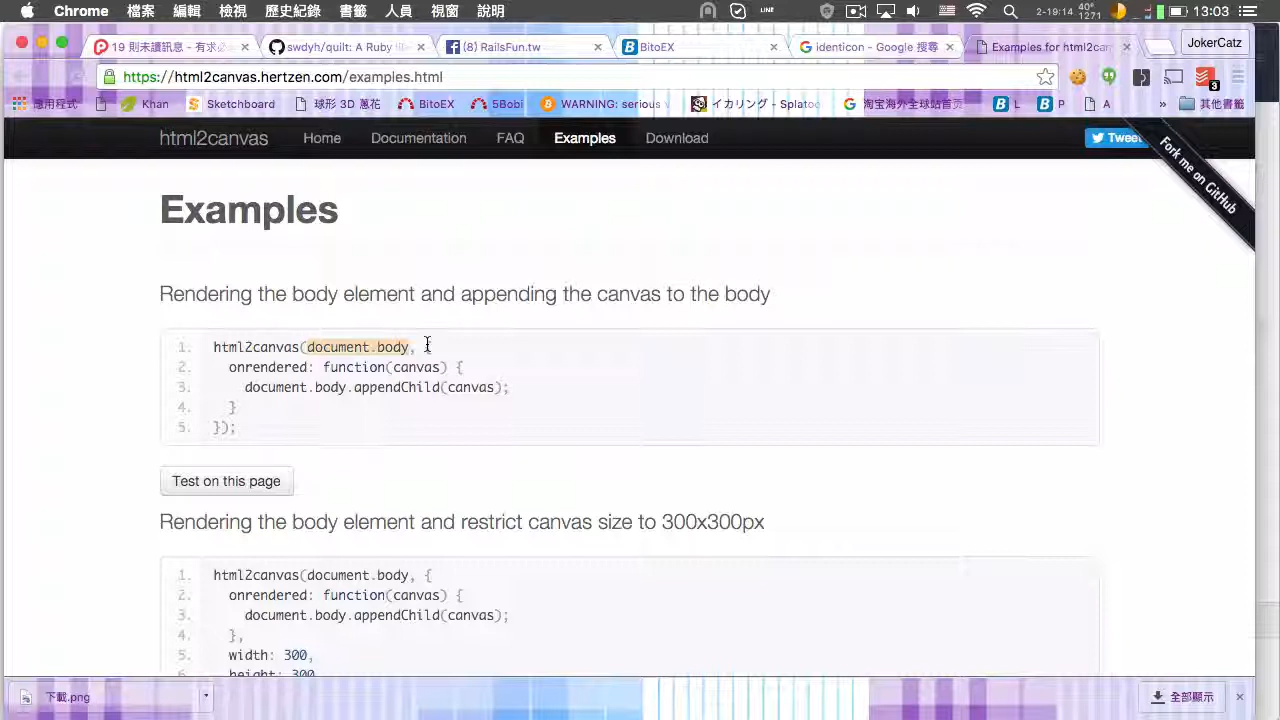 Chrome 檔案 編輯 檢視 歷史紀錄 書籤 人員 視窗 說明 LINE 2-19:14 13:03
19 則未讀訊息 swdyh/quilt: A ruby (8) RailsFun.tw BitoEX identicon - Google 搜尋 Examples for html2can JokerCatz
https://html2canvas.hertzen.com/examples.html
應用程式 Khan Sketchboard BitoEX 5Bobi WARNING: serious イカリング - Splatoo 淘宝海外全球站首页 L P A » 其他書籤
html2canvas Home Documentation FAQ Examples Download Tweet
Fork me on GitHub
Examples
Rendering the body element and appending the canvas to the body
1. html2canvas(document.body, {
2. onrendered: function(canvas) {
3. document.body.appendChild(canvas);
4. }
5. });
Test on this page
Rendering the body element and restrict canvas size to 300x300px
1. html2canvas(document.body, {
2. onrendered: function(canvas) {
3. document.body.appendChild(canvas);
4. },
5. width: 300,
6. height: 300
下載.png 全部顯示